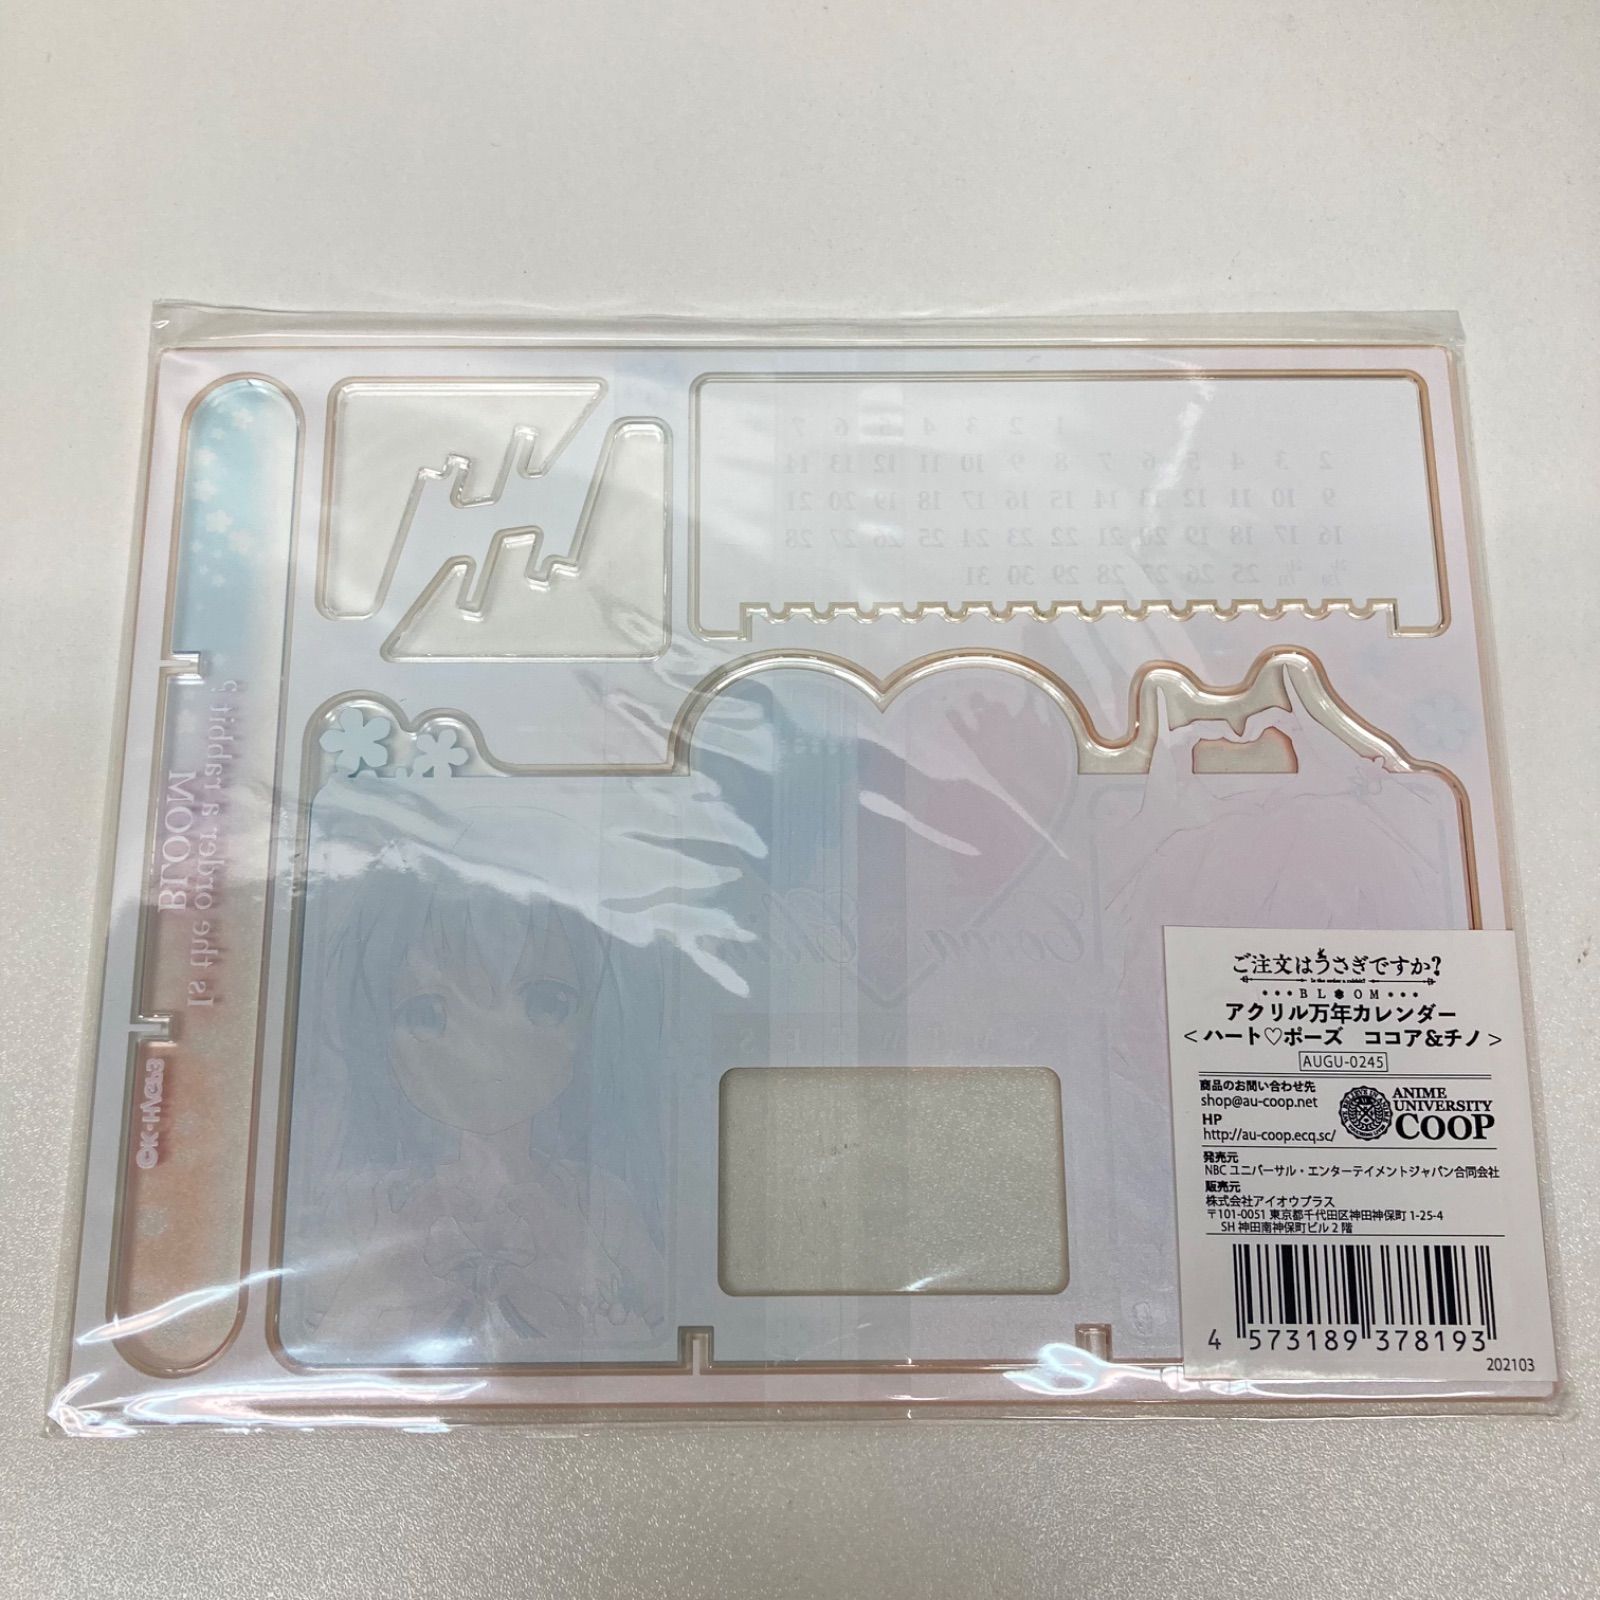 1 2 3 4 5 6 7
2 3 4 5 6 7 8 9 10 11 12 13 14
9 10 11 12 13 14 15 16 17 18 19 20 21
16 17 18 19 20 21 22 23 24 25 26 27 28
25 26 27 28 29 30 31
BLOOM
Is the order a rabbit?
Cocoa
Chino
ご注文はうさぎですか?
Is the order a rabbit?
BLOOM
アクリル万年カレンダー
<ハート♡ポーズ ココア&チノ>
AUGU-0245
商品のお問い合わせ先
shop@au-coop.net
HP
http://au-coop.ecq.sc/
ANIME
UNIVERSITY
COOP
発売元
NBC ユニバーサル・エンターテイメントジャパン合同会社
販売元
株式会社アイオウプラス
〒101-0051 東京都千代田区神田神保町 1-25-4
SH 神田南神保町ビル 2 階
4 573189 378193
202103